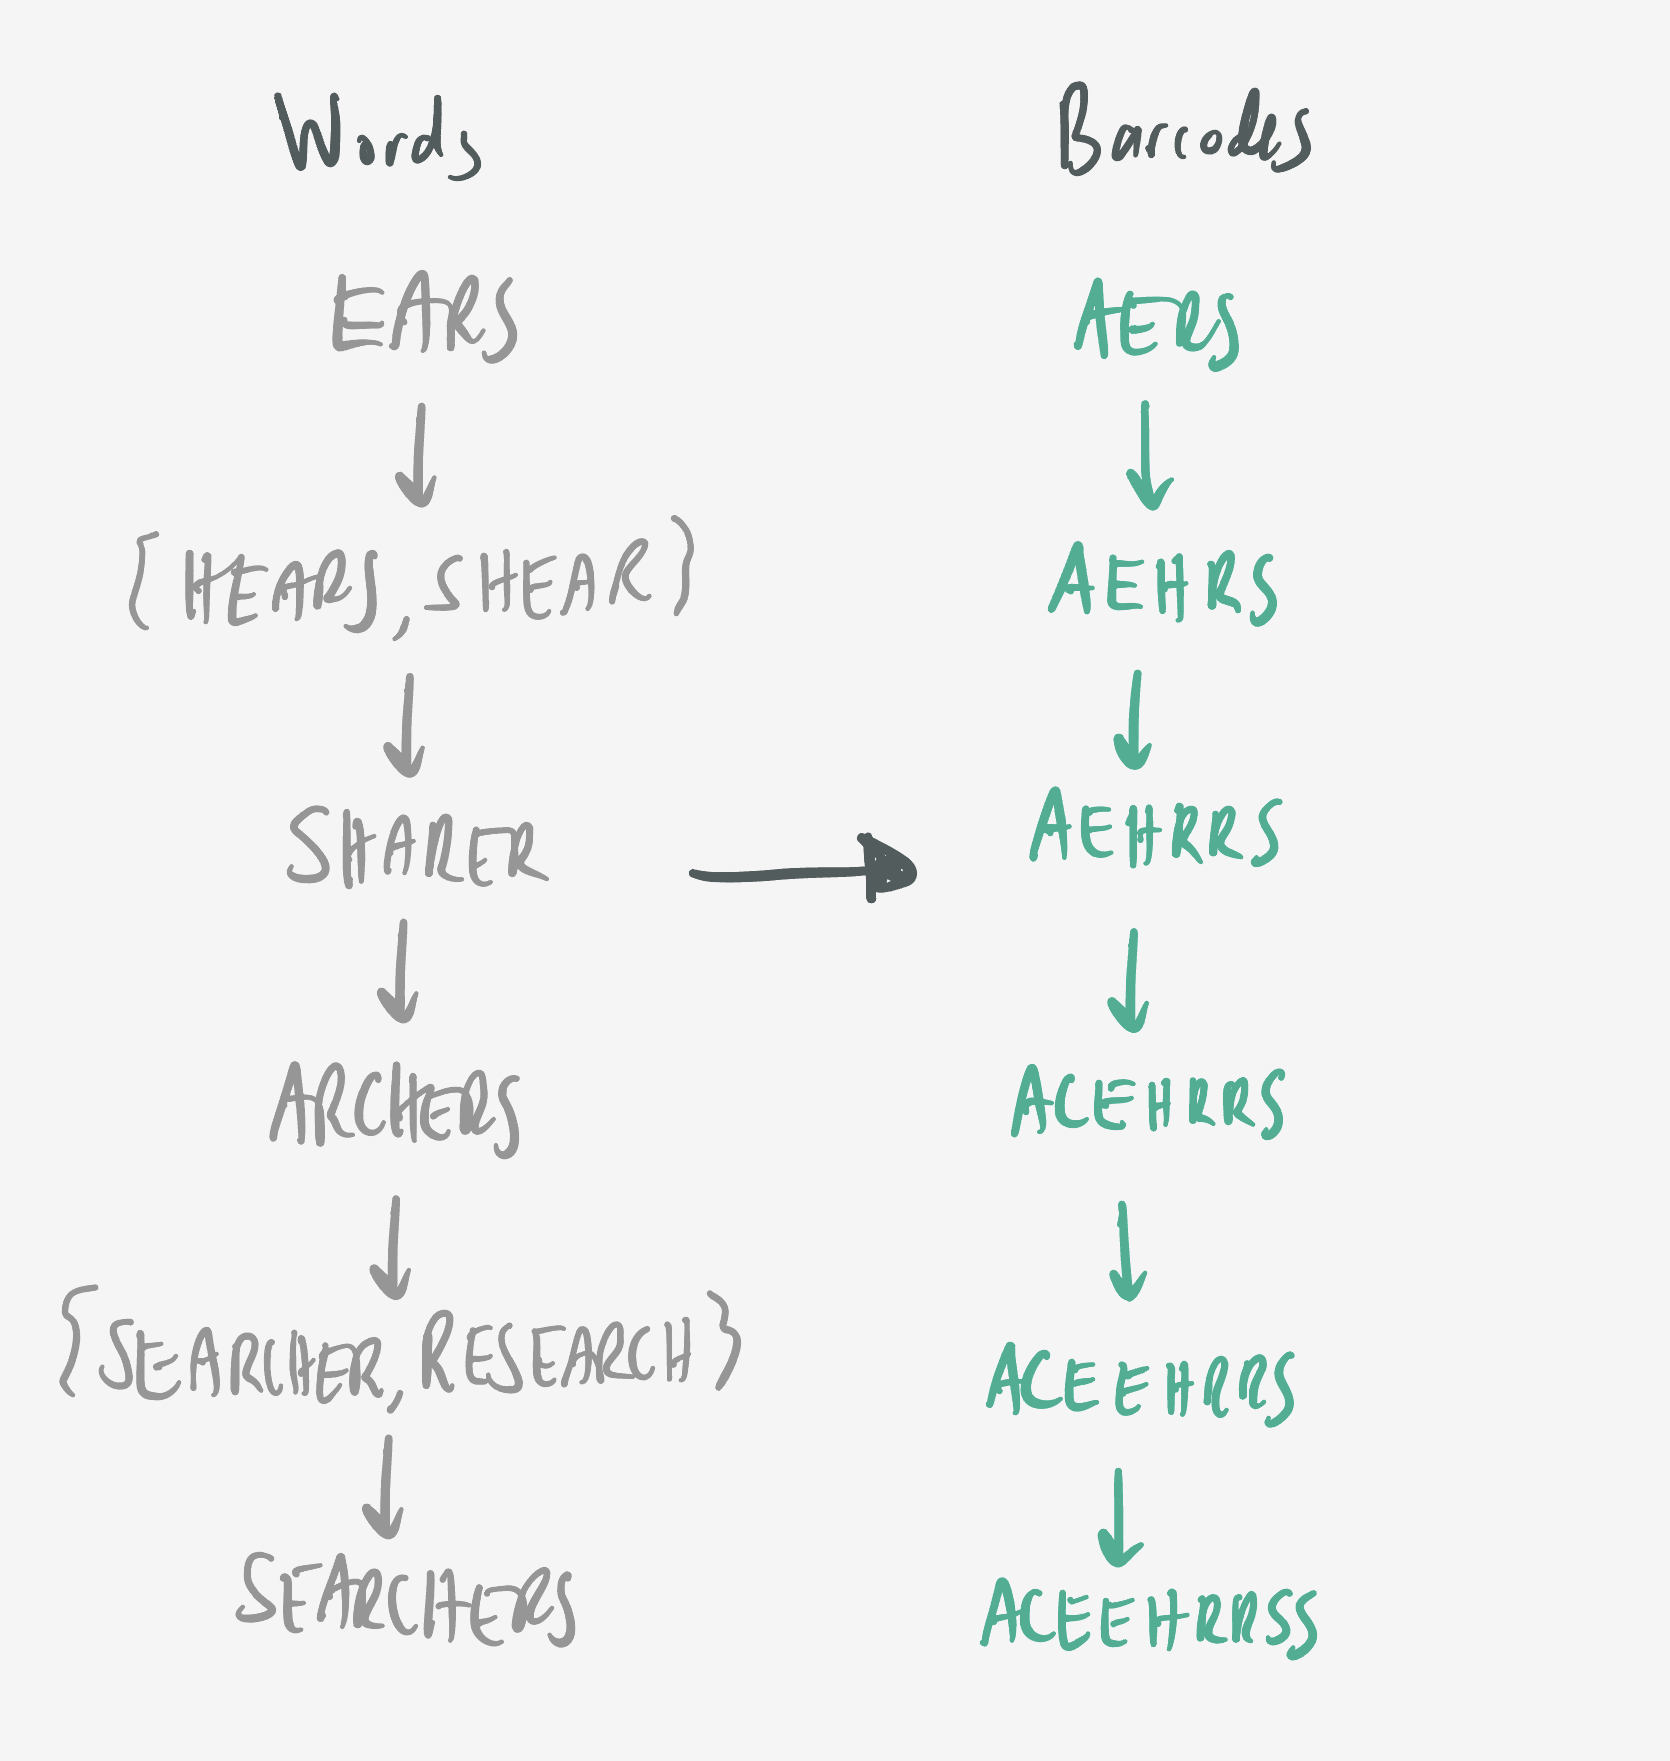 Words Barcodes
EARS AERS
{HEARS, SHEAR} AEHRS
SHARER AEHRRS
ARCHERS ACEHRRS
{SEARCHER, RESEARCH} ACEEHRRS
SEARCHERS ACEEHRRSS